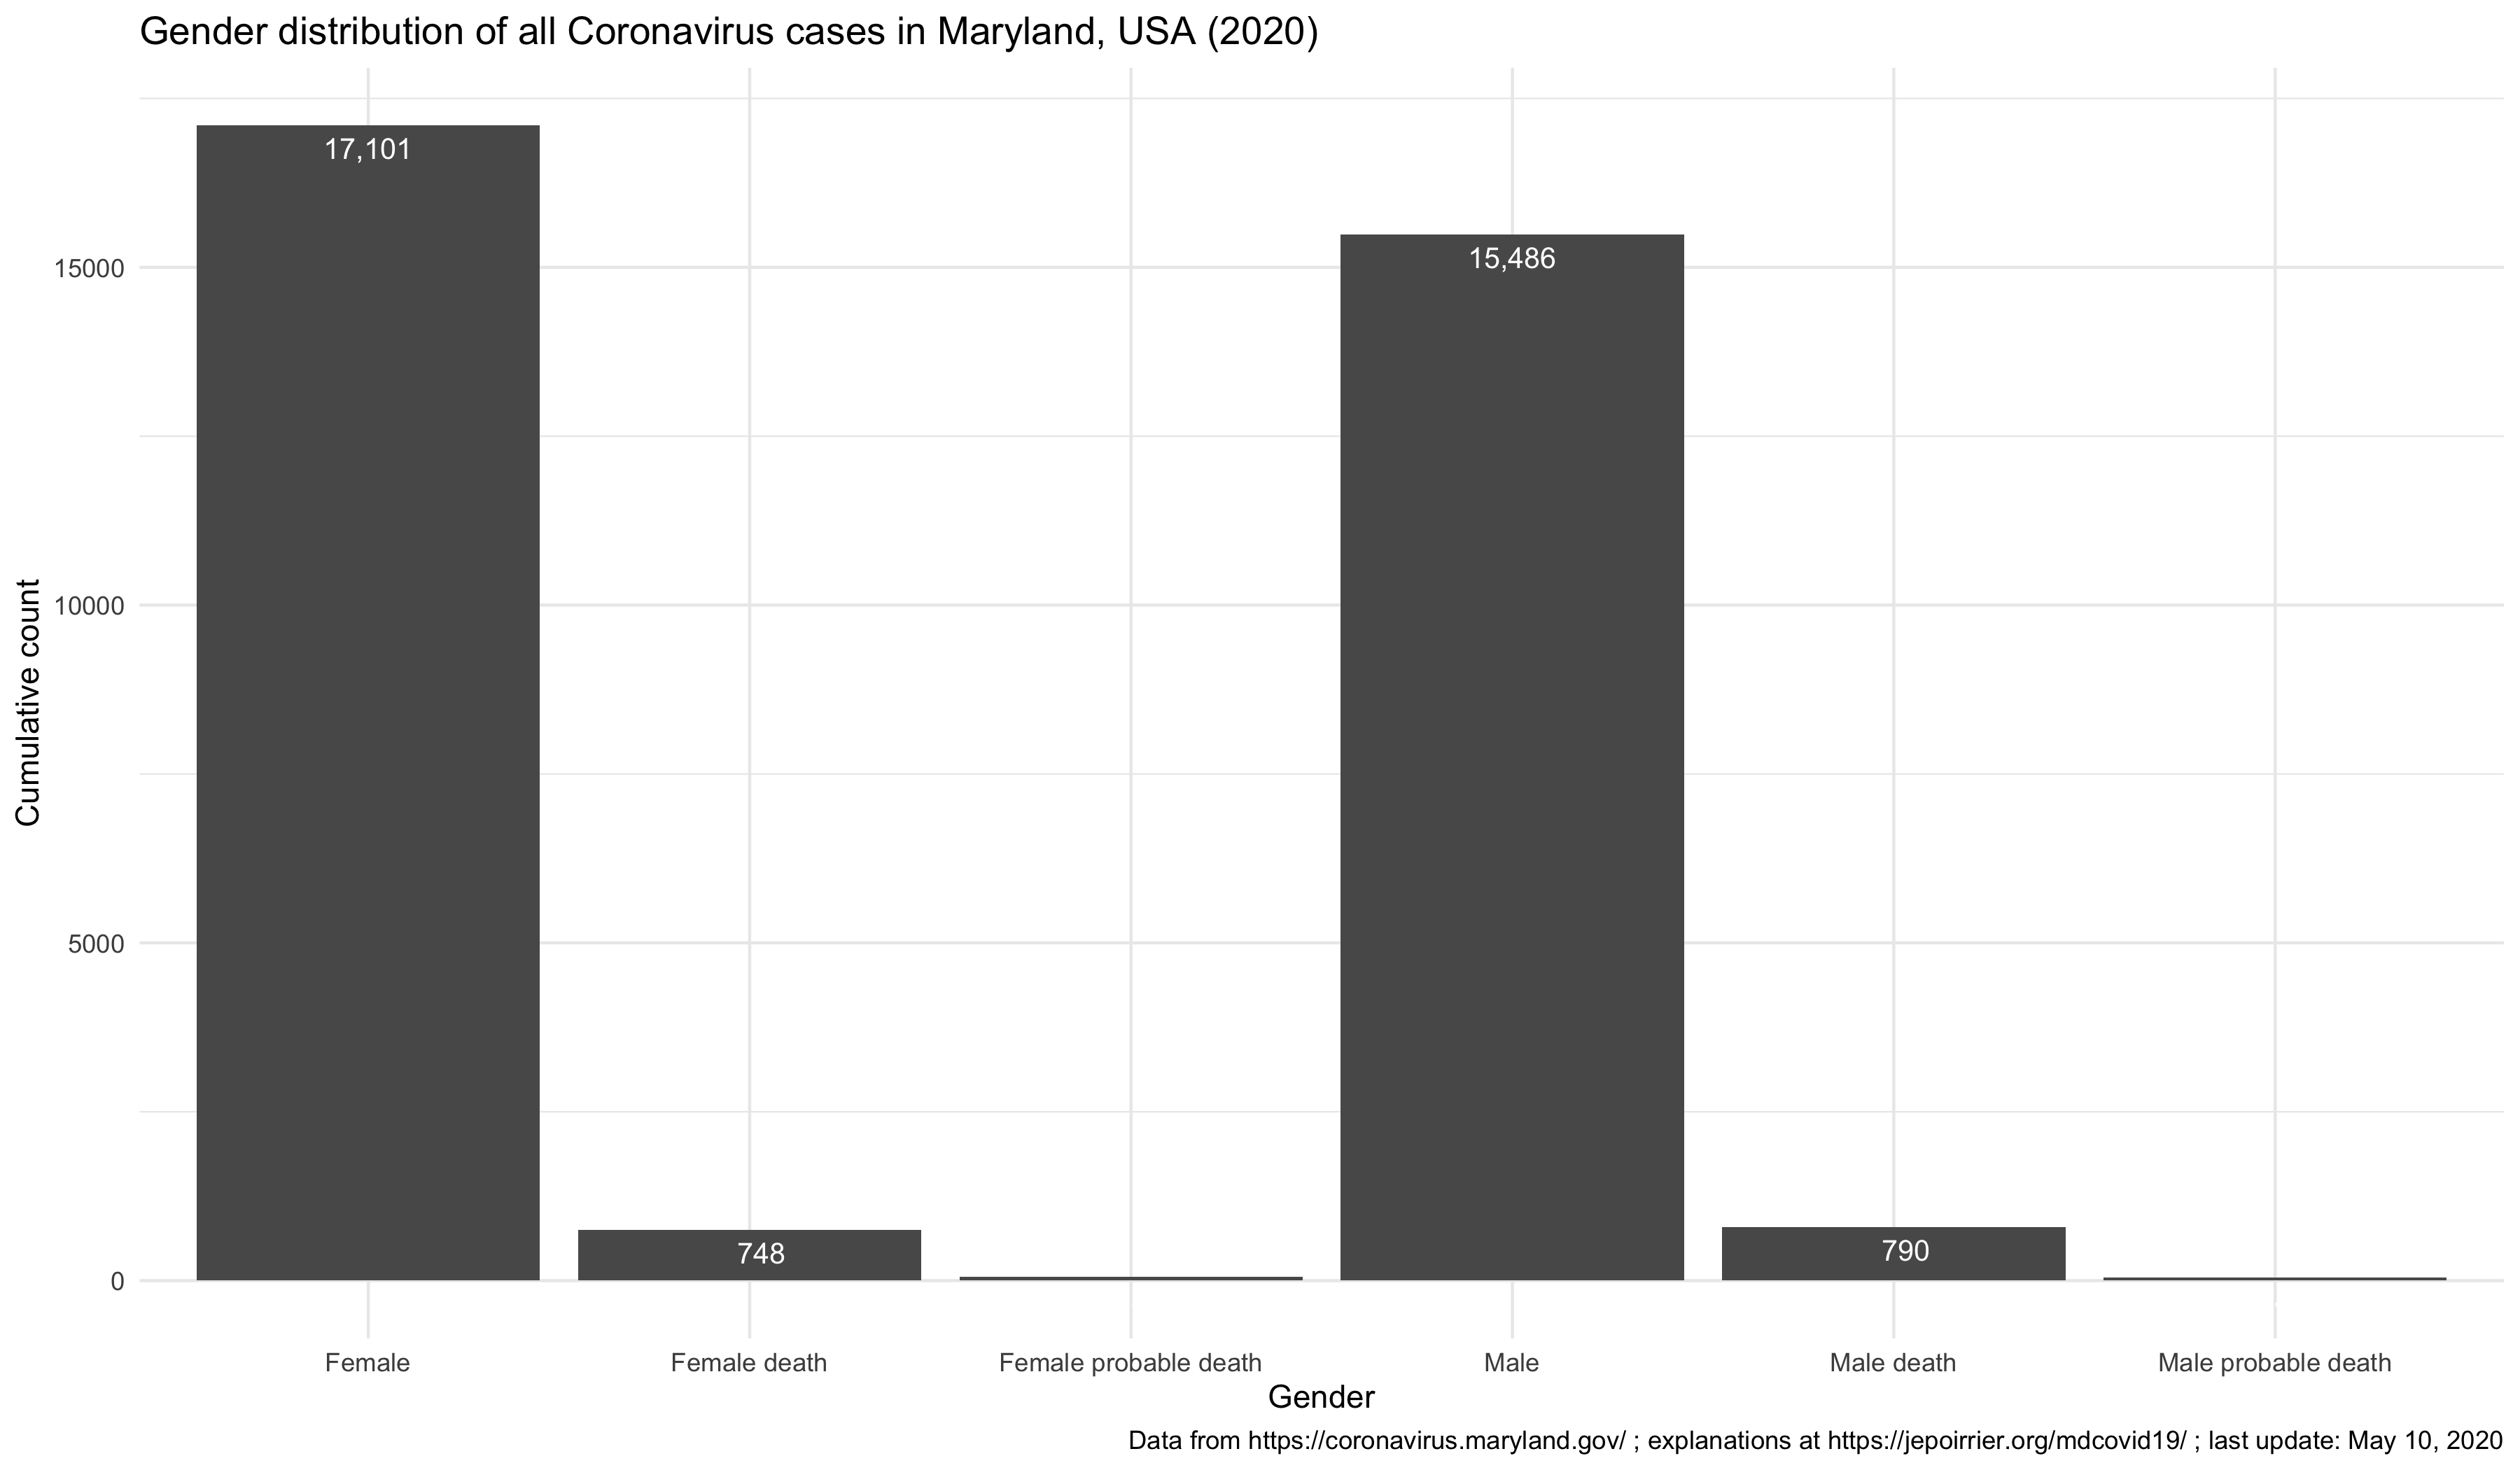 Gender distribution of all Coronavirus cases in Maryland, USA (2020)
17,101
15,486
748
790
15000
10000
5000
0
Cumulative count
Female
Female death
Female probable death
Male
Male death
Male probable death
Gender
Data from https://coronavirus.maryland.gov/ ; explanations at https://jepoirrier.org/mdcovid19/ ; last update: May 10, 2020